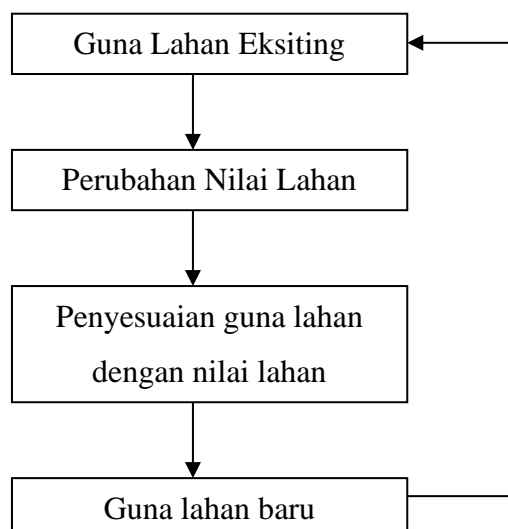 Guna Lahan Eksiting
Perubahan Nilai Lahan
Penyesuaian guna lahan
dengan nilai lahan
Guna lahan baru